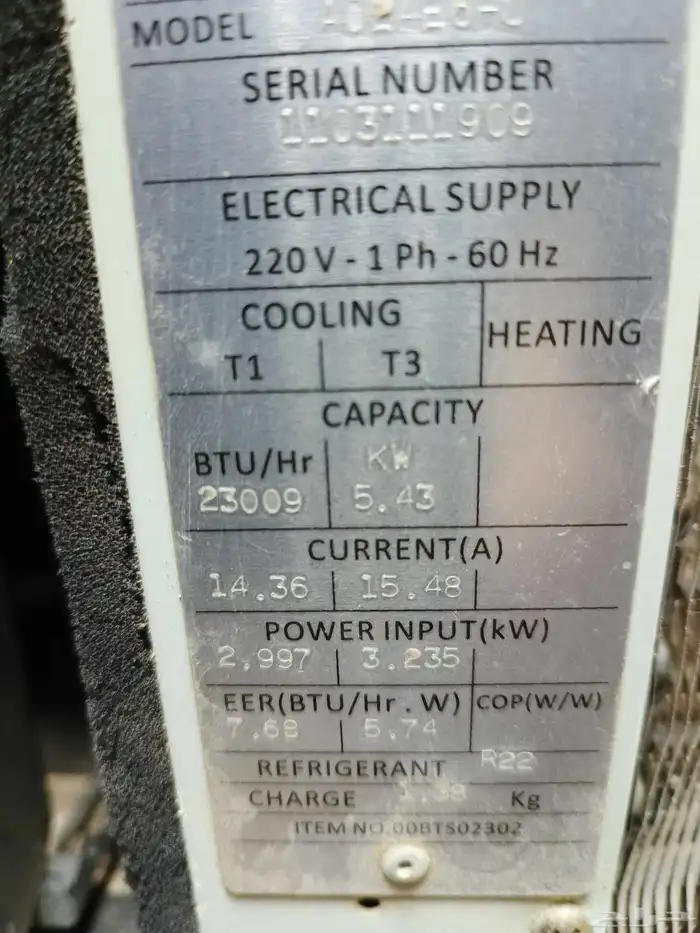 MODEL
SERIAL NUMBER
1103111909
ELECTRICAL SUPPLY
220 V - 1 Ph - 60 Hz
COOLING HEATING
T1 T3
CAPACITY
BTU/Hr KW
23009 5.43
CURRENT(A)
14.36 15.48
POWER INPUT(kW)
2.997 3.235
EER(BTU/Hr . W) COP(W/W)
7.68 5.74
REFRIGERANT R22
CHARGE Kg
ITEM NO.00BTS02302
حراج